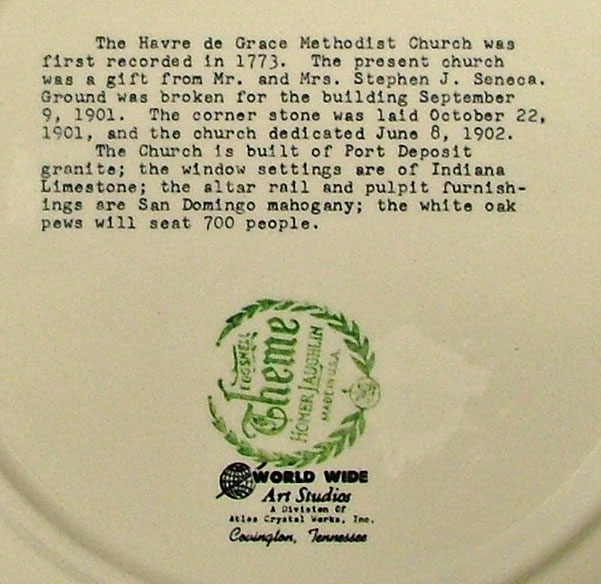 The Havre de Grace Methodist Church was
first recorded in 1773. The present church
was a gift from Mr. and Mrs. Stephen J. Seneca.
Ground was broken for the building September
9, 1901. The corner stone was laid October 22,
1901, and the church dedicated June 8, 1902.
The Church is built of Port Deposit
granite; the window settings are of Indiana
Limestone; the altar rail and pulpit furnish-
ings are San Domingo mahogany; the white oak
pews will seat 700 people.
EGGSHELL
Theme
HOMER LAUGHLIN
MADE IN U.S.A.
WORLD WIDE
Art Studios
A Division Of
Atlas Crystal Works, Inc.
Covington, Tennessee